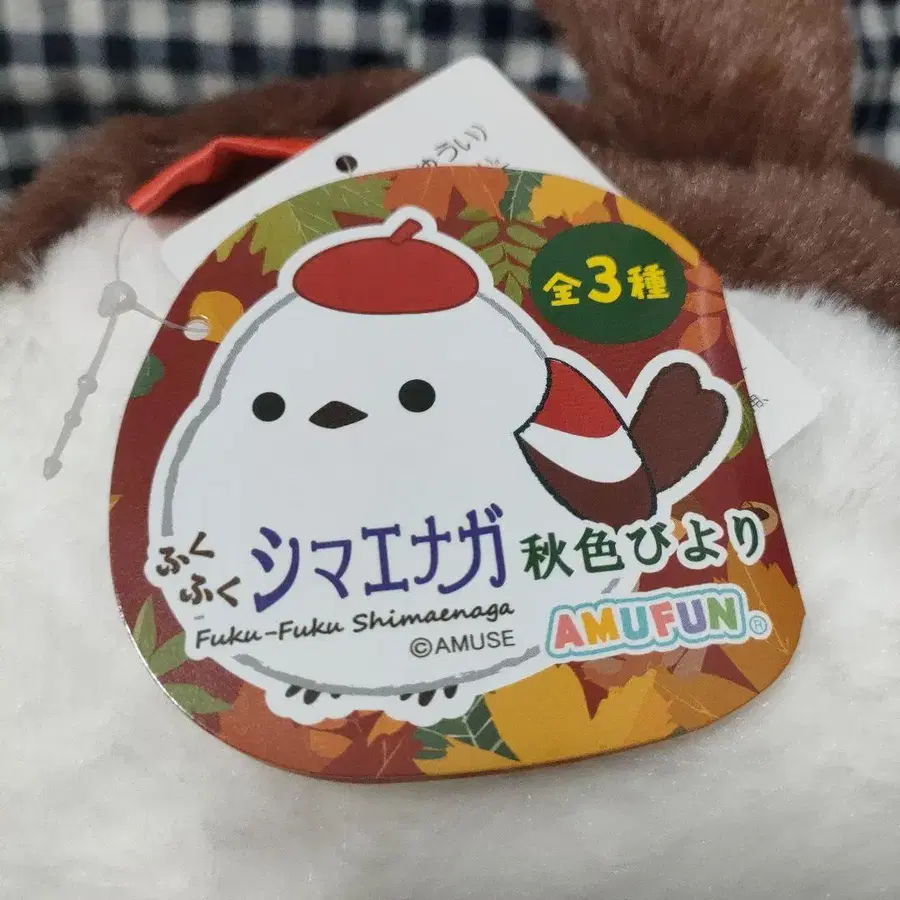 全3種
ふくふく シマエナガ 秋色びより
Fuku-Fuku Shimaenaga
©AMUSE
AMUFUN®